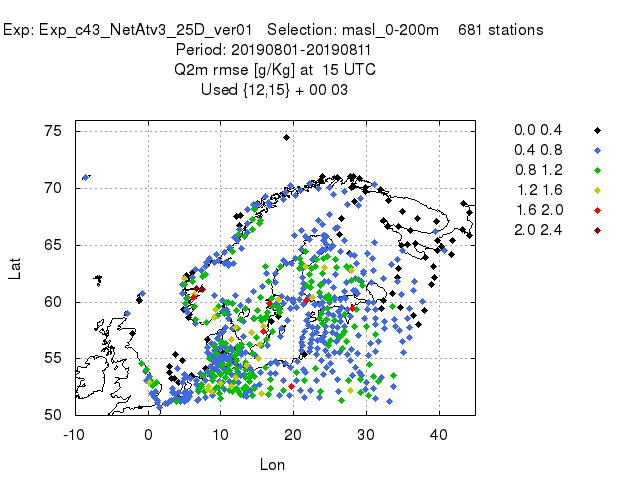 Exp: Exp_c43_NetAtv3_25D_ver01 Selection: masl_0-200m 681 stations
Period: 20190801-20190811
Q2m rmse [g/Kg] at 15 UTC
Used {12,15} + 00 03
0.0 0.4
0.4 0.8
0.8 1.2
1.2 1.6
1.6 2.0
2.0 2.4
Lat
75
70
65
60
55
50
-10 0 10 20 30 40
Lon